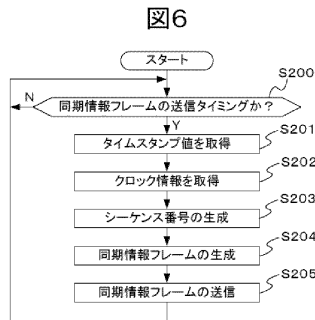 図6
スタート
S200
N
同期情報フレームの送信タイミングか？
Y
S201
タイムスタンプ値を取得
S202
クロック情報を取得
S203
シーケンス番号の生成
S204
同期情報フレームの生成
S205
同期情報フレームの送信